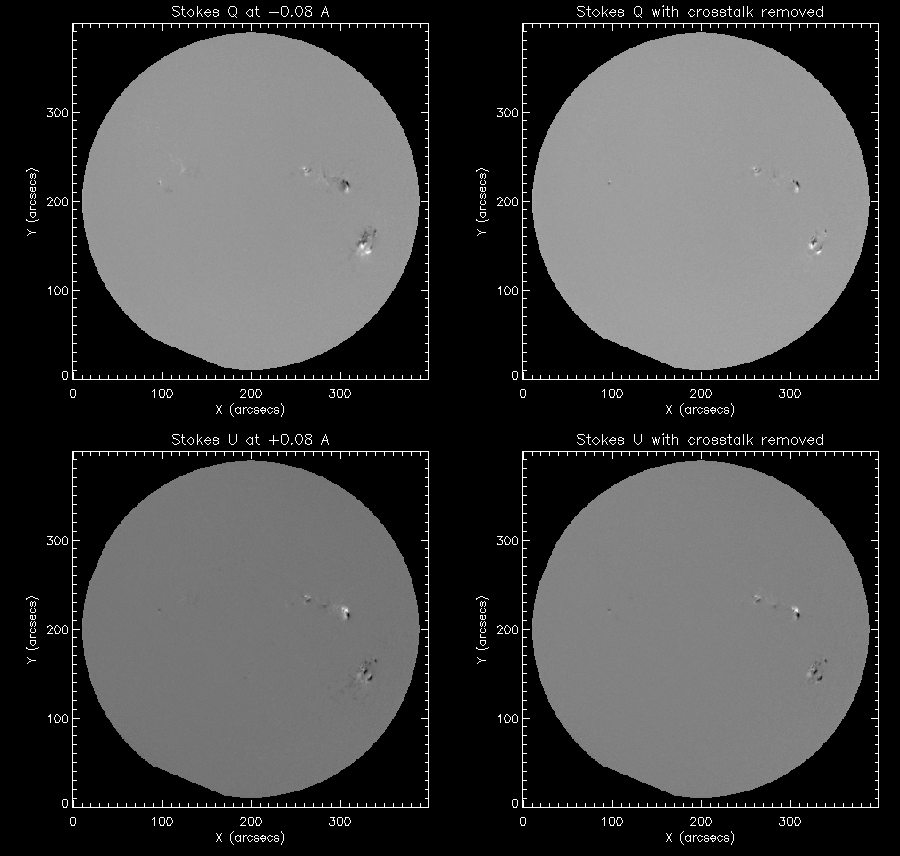 Stokes Q at −0.08 A
Stokes Q with crosstalk removed
300
200
100
0
Y (arcsecs)
0 100 200 300
X (arcsecs)
300
200
100
0
Y (arcsecs)
0 100 200 300
X (arcsecs)
Stokes U at +0.08 A
Stokes U with crosstalk removed
300
200
100
0
Y (arcsecs)
0 100 200 300
X (arcsecs)
300
200
100
0
Y (arcsecs)
0 100 200 300
X (arcsecs)